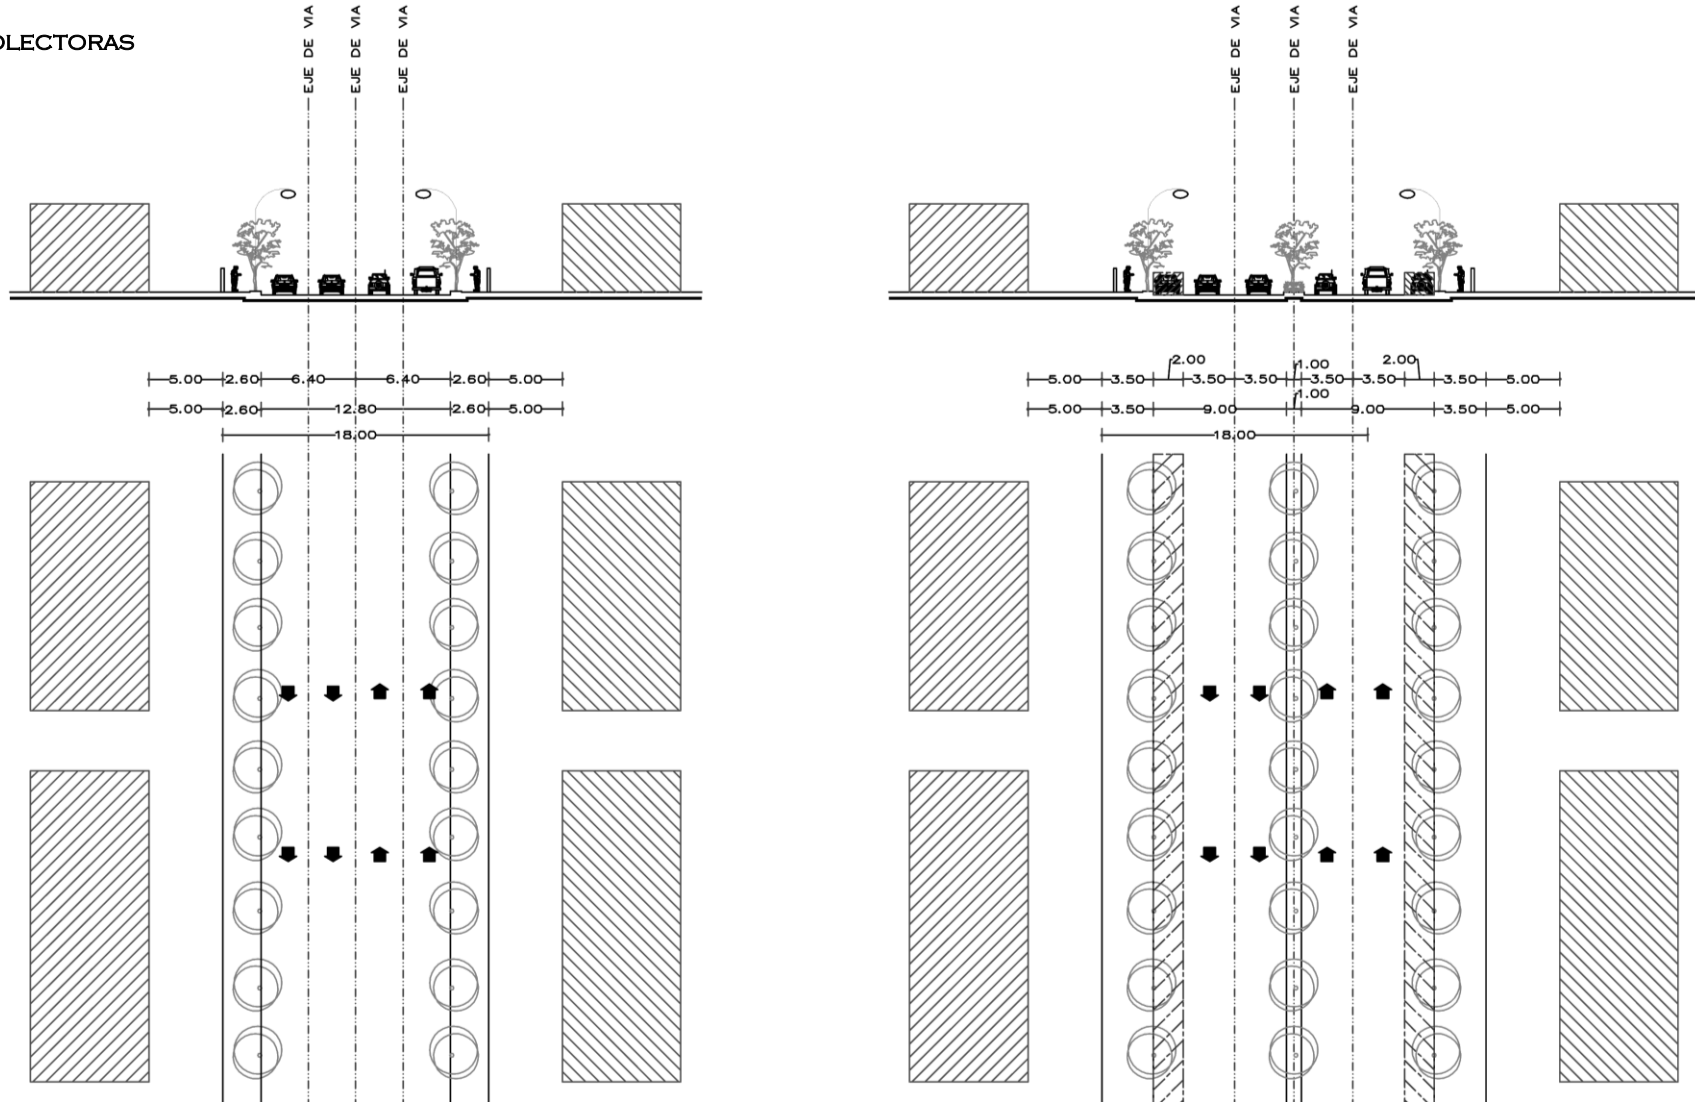 OLECTORAS
EJE DE VIA
EJE DE VIA
EJE DE VIA
EJE DE VIA
EJE DE VIA
EJE DE VIA
5.00 2.60 6.40 6.40 2.60 5.00
5.00 2.60 12.80 2.60 5.00
18.00
2.00 1.00 2.00
5.00 3.50 3.50 3.50 3.50 3.50 3.50 5.00
1.00
5.00 3.50 9.00 9.00 3.50 5.00
18.00